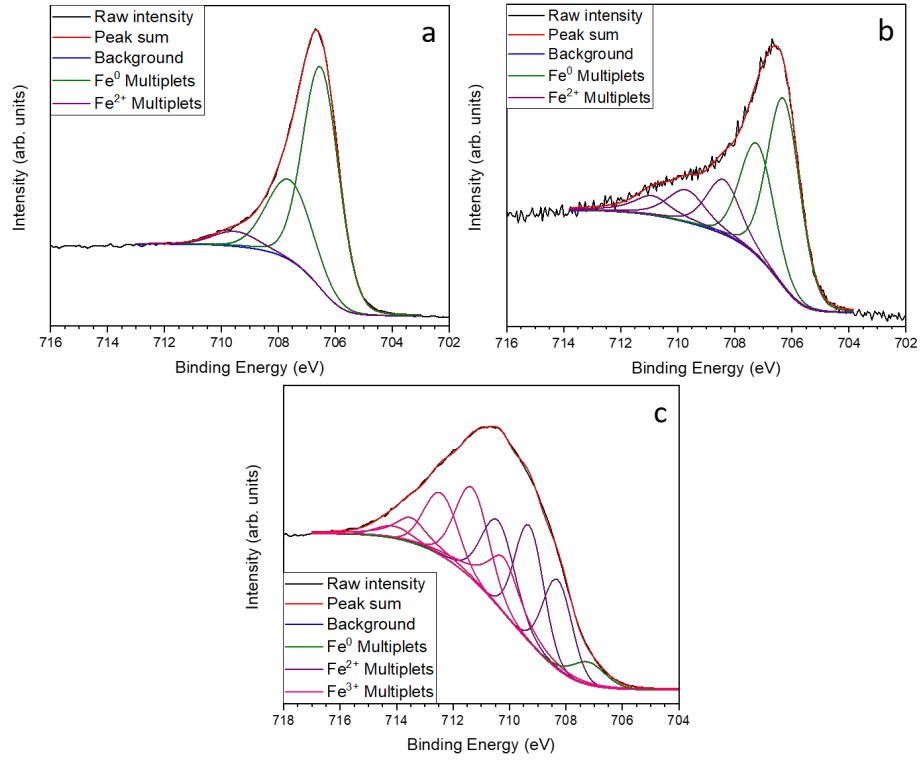 a
Raw intensity
Peak sum
Background
Fe⁰ Multiplets
Fe²⁺ Multiplets
Intensity (arb. units)
716 714 712 710 708 706 704 702
Binding Energy (eV)
b
Raw intensity
Peak sum
Background
Fe⁰ Multiplets
Fe²⁺ Multiplets
Intensity (arb. units)
716 714 712 710 708 706 704 702
Binding Energy (eV)
c
Raw intensity
Peak sum
Background
Fe⁰ Multiplets
Fe²⁺ Multiplets
Fe³⁺ Multiplets
Intensity (arb. units)
718 716 714 712 710 708 706 704
Binding Energy (eV)